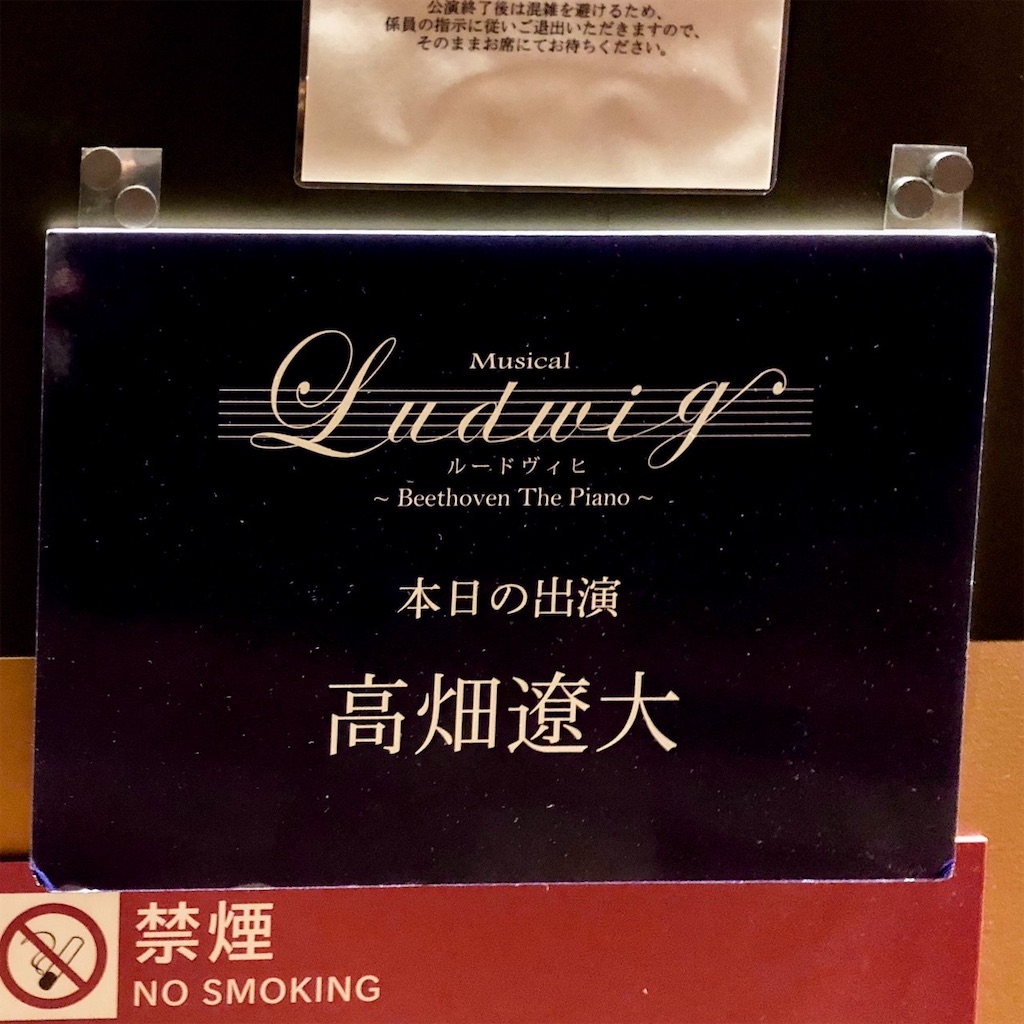 公演終了後は混雑を避けるため、
係員の指示に従いご退出いただきますので、
そのままお席にてお待ちください。
Musical
Ludwig
ルードヴィヒ
~ Beethoven The Piano ~
本日の出演
高畑遼大
禁煙
NO SMOKING